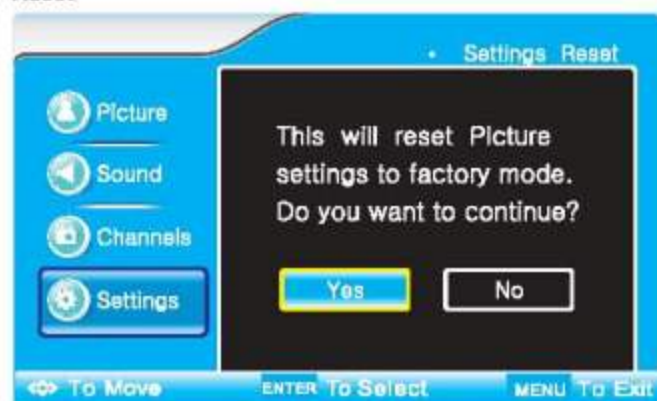 Settings Reset
Picture
Sound
Channels
Settings
This will reset Picture
settings to factory mode.
Do you want to continue?
Yes No
To Move ENTER To Select MENU To Exit